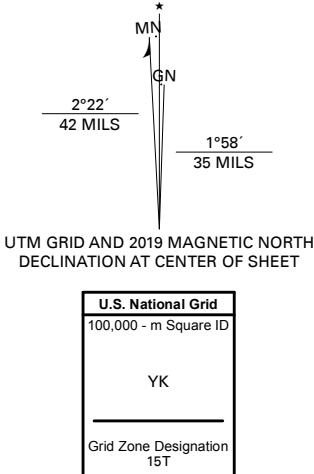 ★
MN
GN
2°22´
42 MILS
1°58´
35 MILS
UTM GRID AND 2019 MAGNETIC NORTH
DECLINATION AT CENTER OF SHEET
U.S. National Grid
100,000 - m Square ID
YK
Grid Zone Designation
15T